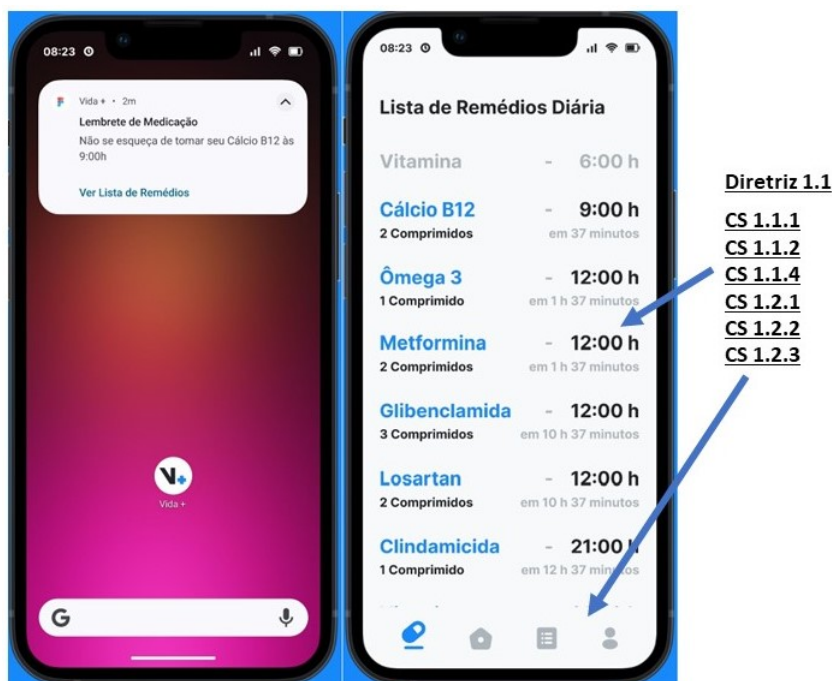 08:23
Vida + • 2m
Lembrete de Medicação
Não se esqueça de tomar seu Cálcio B12 às
9:00h
Ver Lista de Remédios
Vida +
G
08:23
Lista de Remédios Diária
Vitamina - 6:00 h
Cálcio B12 - 9:00 h
2 Comprimidos em 37 minutos
Ômega 3 - 12:00 h
1 Comprimido em 1 h 37 minutos
Metformina - 12:00 h
2 Comprimidos em 1 h 37 minutos
Glibenclamida - 12:00 h
3 Comprimidos em 10 h 37 minutos
Losartan - 12:00 h
2 Comprimidos em 10 h 37 minutos
Clindamicida - 21:00 h
1 Comprimido em 12 h 37 minutos
Diretriz 1.1
CS 1.1.1
CS 1.1.2
CS 1.1.4
CS 1.2.1
CS 1.2.2
CS 1.2.3